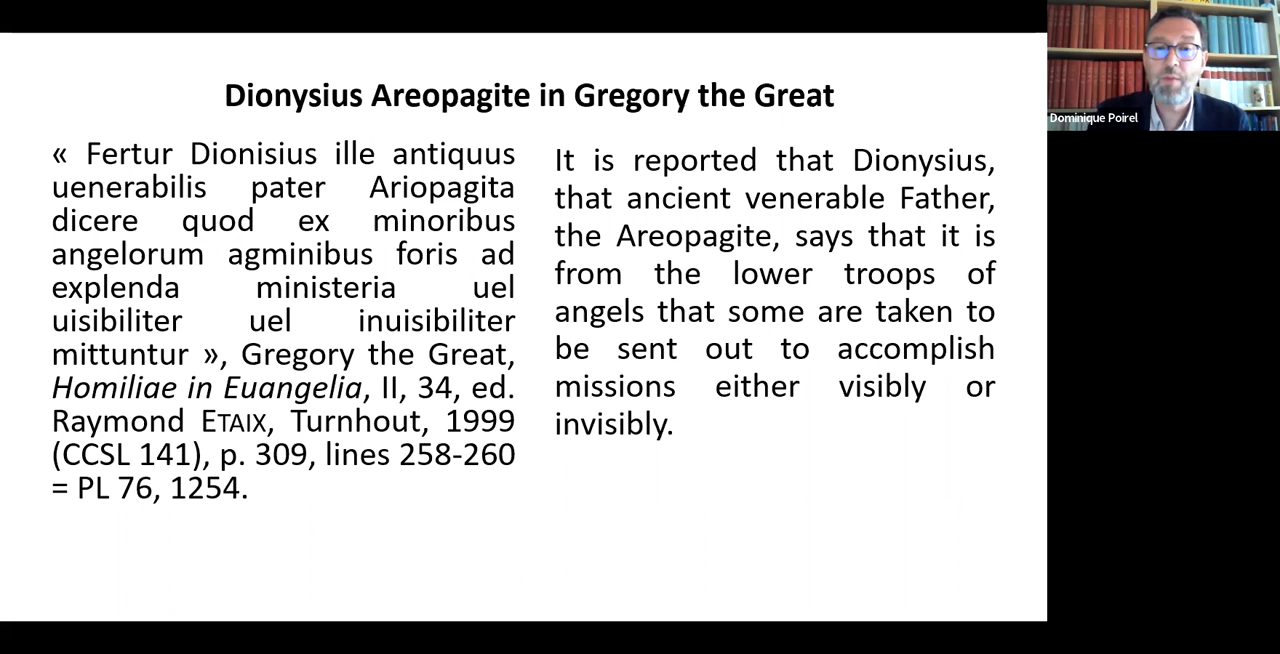 Dionysius Areopagite in Gregory the Great
« Fertur Dionisius ille antiquus
uenerabilis pater Ariopagita
dicere quod ex minoribus
angelorum agminibus foris ad
explenda ministeria uel
uisibiliter uel inuisibiliter
mittuntur », Gregory the Great,
Homiliae in Euangelia, II, 34, ed.
Raymond ETAIX, Turnhout, 1999
(CCSL 141), p. 309, lines 258-260
= PL 76, 1254.
It is reported that Dionysius,
that ancient venerable Father,
the Areopagite, says that it is
from the lower troops of
angels that some are taken to
be sent out to accomplish
missions either visibly or
invisibly.
Dominique Poirel